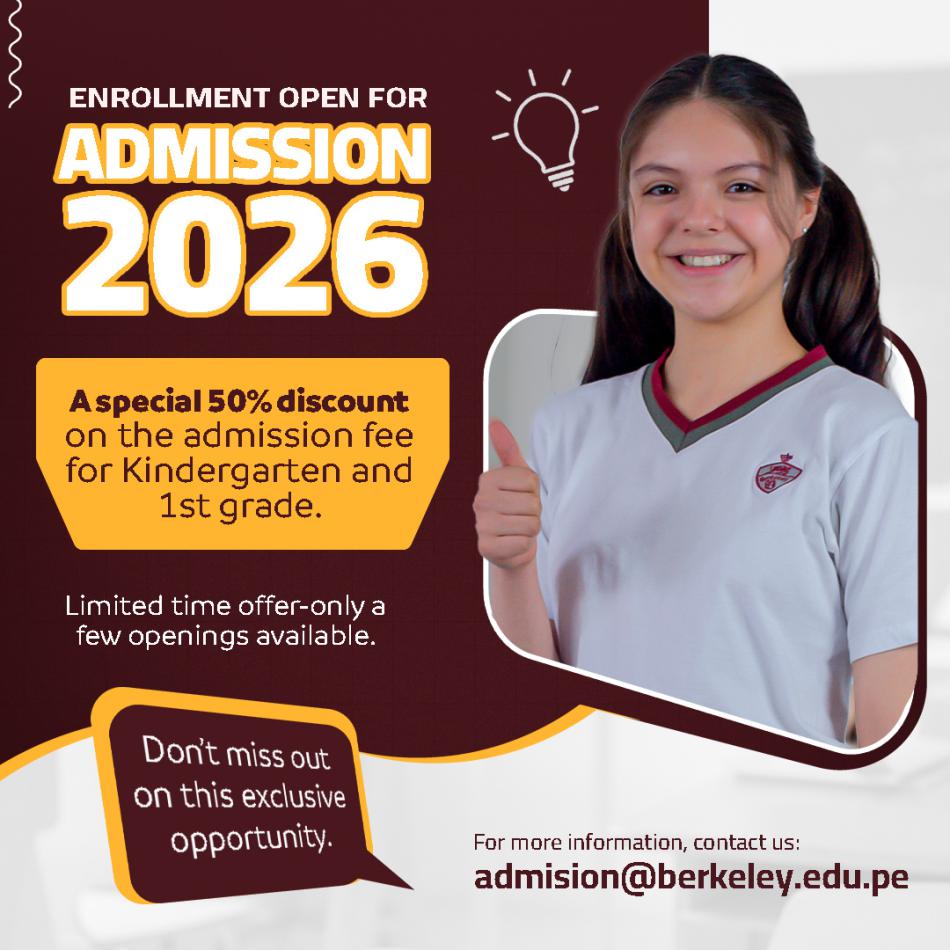 ENROLLMENT OPEN FOR
ADMISSION
2026
A special 50% discount
on the admission fee
for Kindergarten and
1st grade.
Limited time offer-only a
few openings available.
Don't miss out
on this exclusive
opportunity.
For more information, contact us:
admision@berkeley.edu.pe